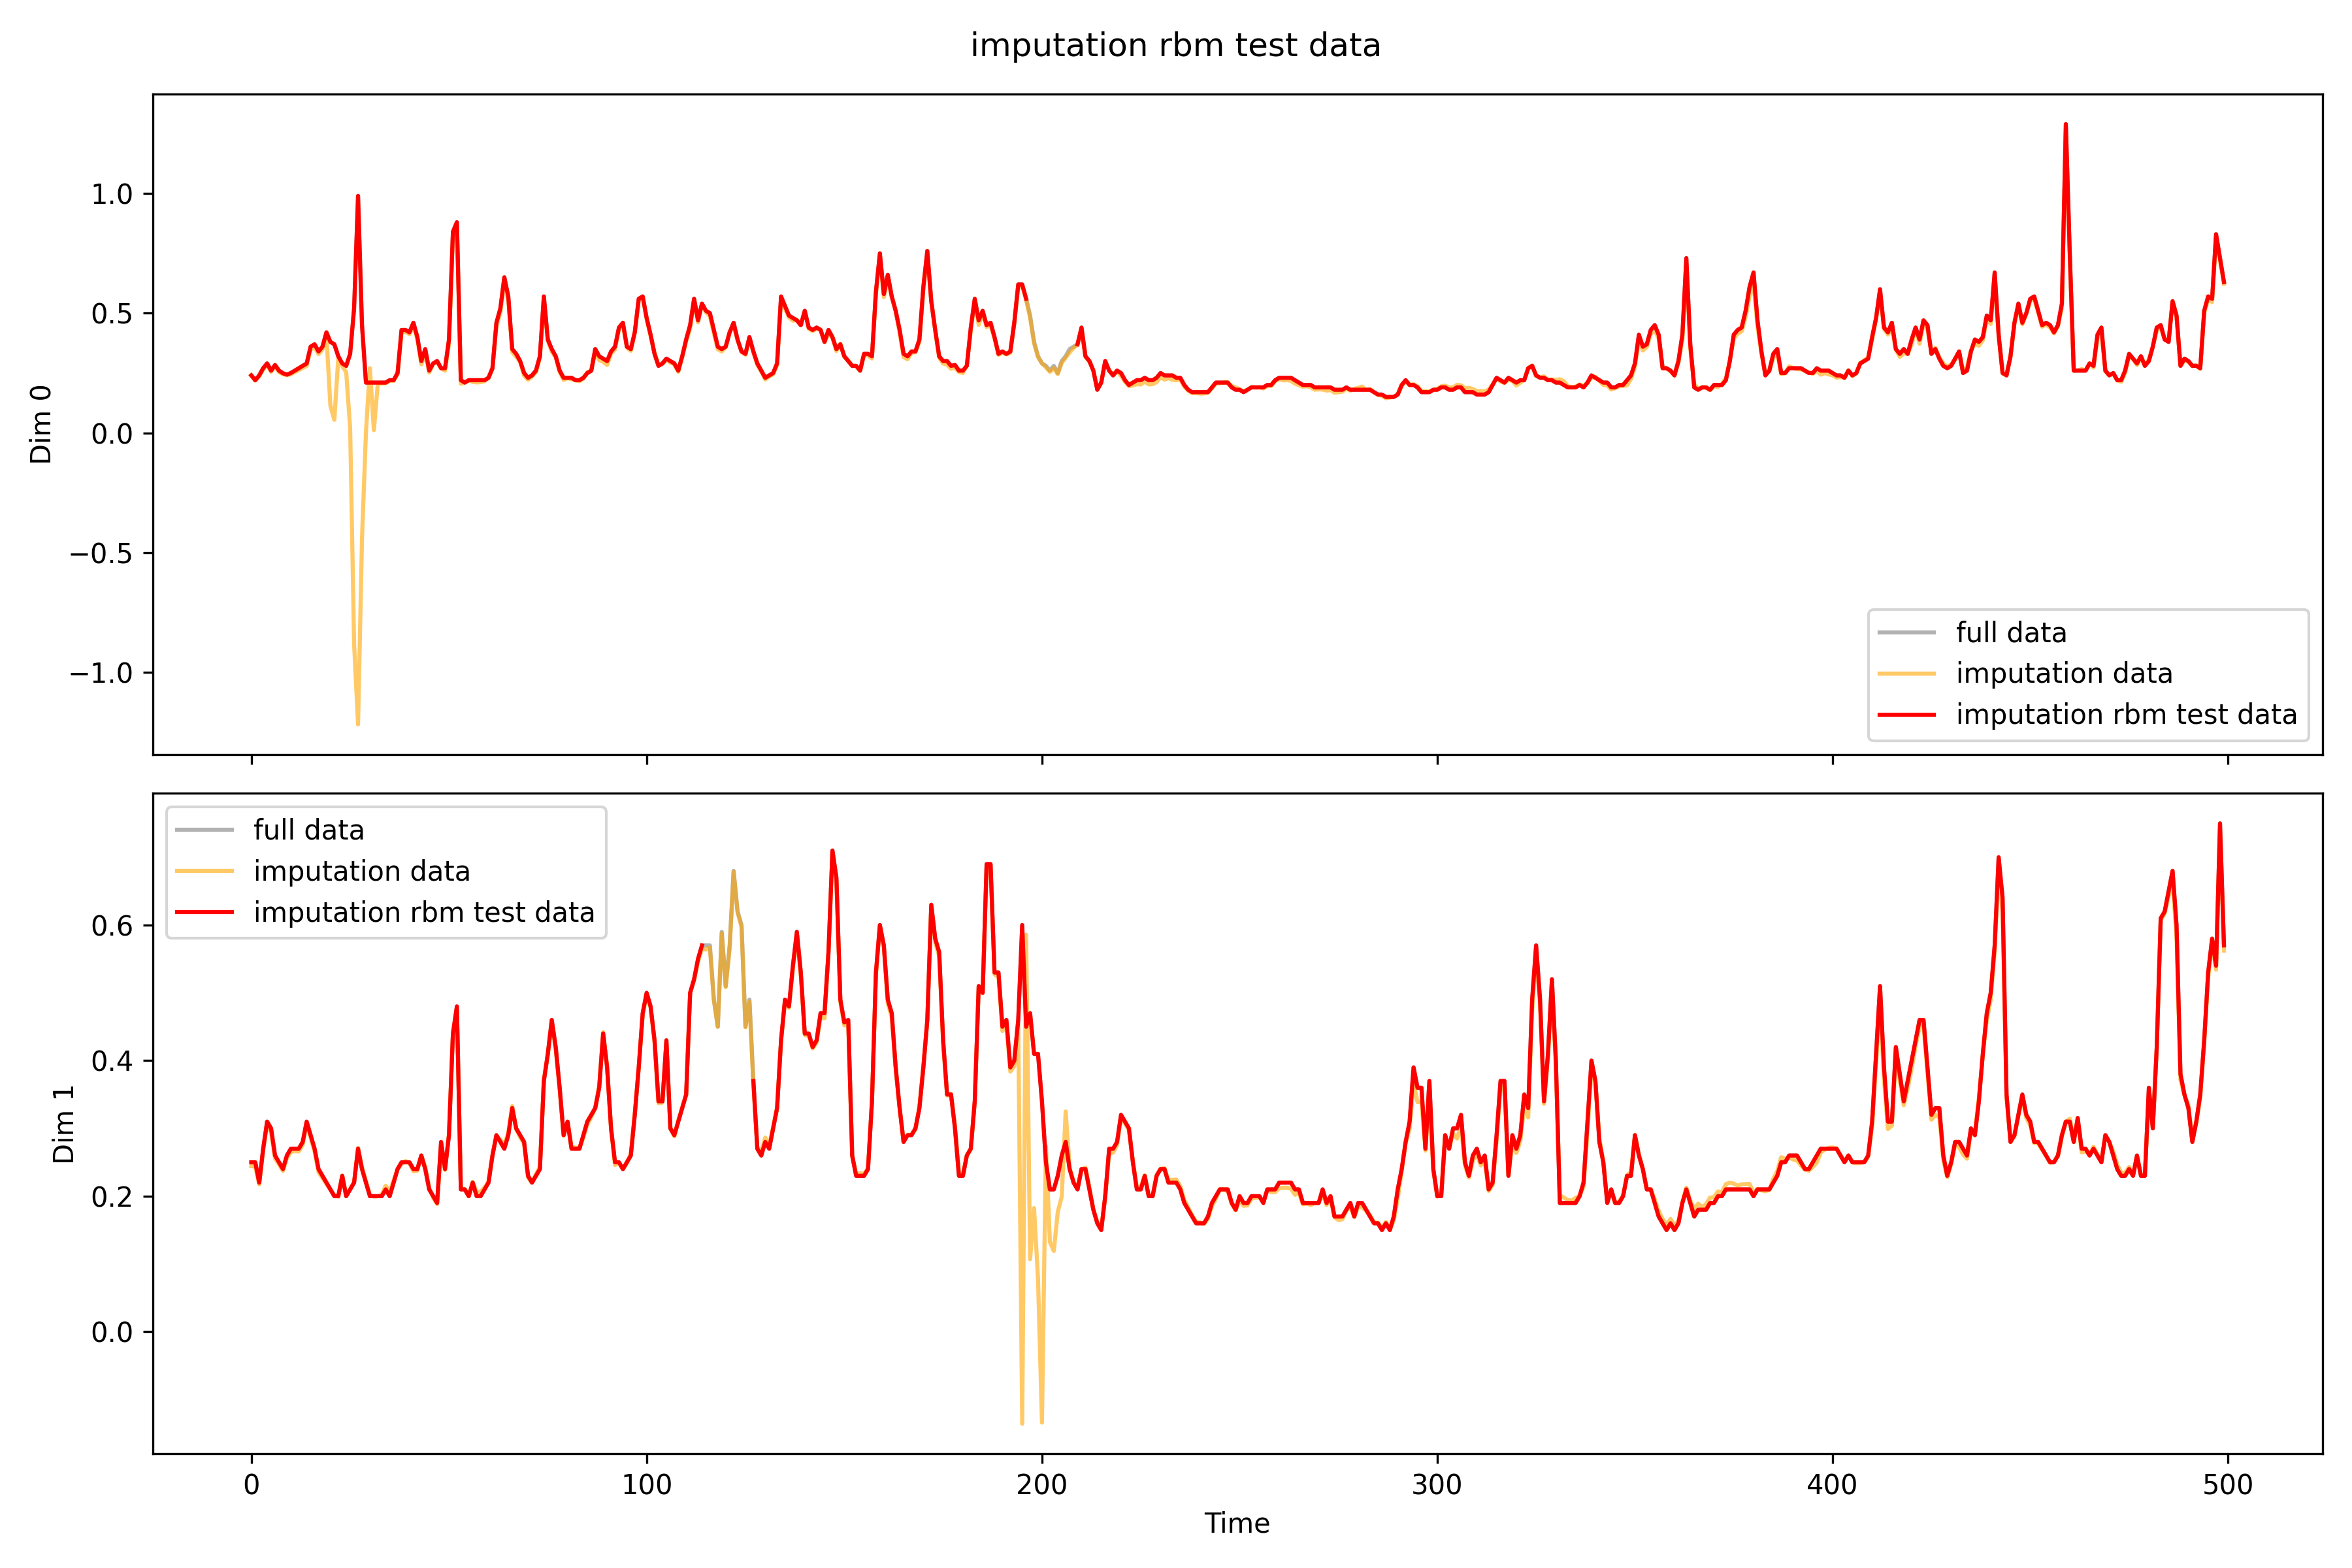 imputation rbm test data
1.0
0.5
0.0
−0.5
−1.0
Dim 0
full data
imputation data
imputation rbm test data
full data
imputation data
imputation rbm test data
0.6
0.4
0.2
0.0
Dim 1
0 100 200 300 400 500
Time